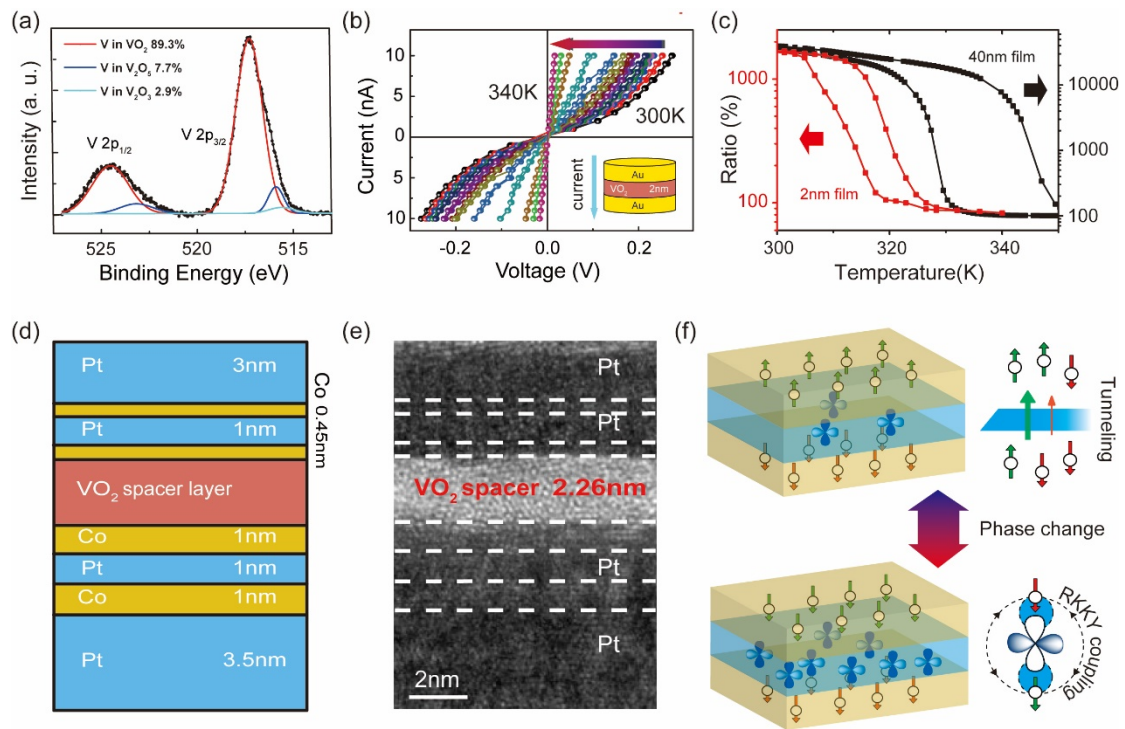 (a)
V in VO2 89.3%
V in V2O5 7.7%
V in V2O3 2.9%
V 2p1/2
V 2p3/2
Intensity (a. u.)
525
520
515
Binding Energy (eV)
(b)
10
5
0
5
10
Current (nA)
340K
300K
current
Au
VO2 2nm
Au
-0.2
0.0
0.2
Voltage (V)
(c)
1000
100
Ratio (%)
40nm film
2nm film
10000
1000
100
300
320
340
Temperature(K)
(d)
Pt 3nm
Pt 1nm
Co 0.45nm
VO2 spacer layer
Co 1nm
Pt 1nm
Co 1nm
Pt 3.5nm
(e)
Pt
Pt
VO2 spacer 2.26nm
Pt
Pt
2nm
(f)
Tunneling
Phase change
RKKY coupling